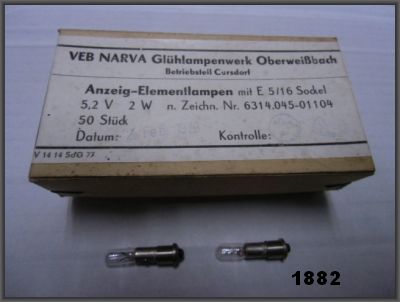 VEB NARVA Glühlampenwerk Oberweißbach
Betriebsteil Cursdorf
Anzeig-Elementlampen mit E 5/16 Sockel
5,2 V 2 W n. Zeichn. Nr. 6314.045-01104
50 Stück
Datum: Kontrolle:
V 14 14 SdG 77
1882